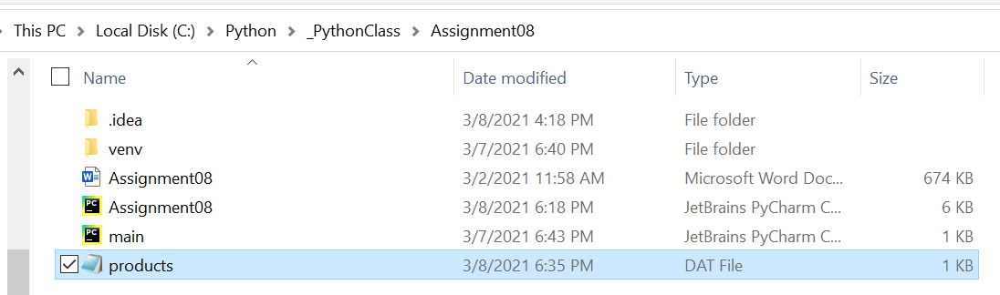 This PC > Local Disk (C:) > Python > _PythonClass > Assignment08
Name Date modified Type Size
.idea 3/8/2021 4:18 PM File folder
venv 3/7/2021 6:40 PM File folder
Assignment08 3/2/2021 11:58 AM Microsoft Word Doc... 674 KB
PC Assignment08 3/8/2021 6:18 PM JetBrains PyCharm C... 6 KB
PC main 3/7/2021 6:43 PM JetBrains PyCharm C... 1 KB
products 3/8/2021 6:35 PM DAT File 1 KB